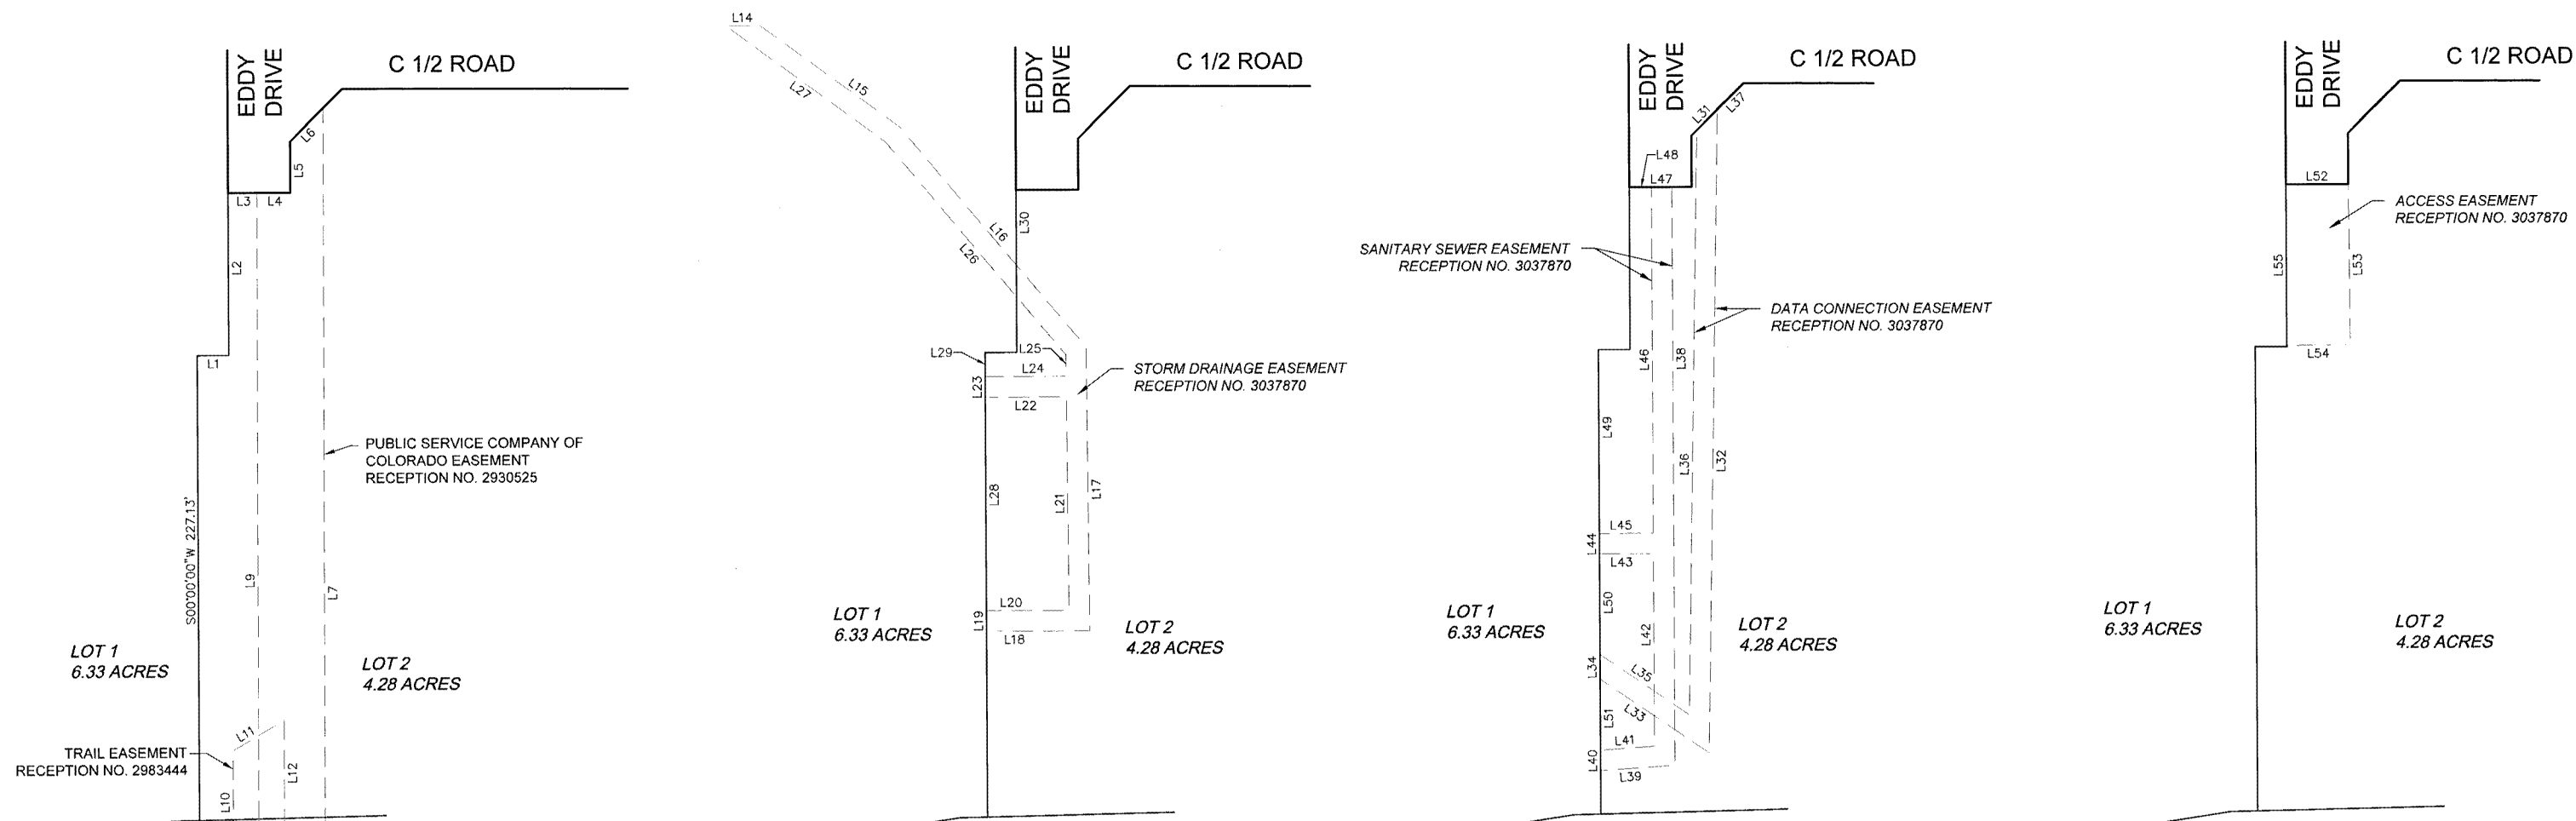 EDDY
DRIVE
C 1/2 ROAD
L3
L4
L5
L6
L2
L1
PUBLIC SERVICE COMPANY OF
COLORADO EASEMENT
RECEPTION NO. 2930525
S00°00'00"W 227.13'
L9
L7
LOT 1
6.33 ACRES
LOT 2
4.28 ACRES
L11
TRAIL EASEMENT
RECEPTION NO. 2983444
L12
L10
L14
L15
L27
EDDY
DRIVE
C 1/2 ROAD
L30
L16
L26
L29
L25
L24
L23
L22
STORM DRAINAGE EASEMENT
RECEPTION NO. 3037870
L28
L21
L17
L20
L19
L18
LOT 1
6.33 ACRES
LOT 2
4.28 ACRES
EDDY
DRIVE
C 1/2 ROAD
L31
L37
L48
L47
SANITARY SEWER EASEMENT
RECEPTION NO. 3037870
DATA CONNECTION EASEMENT
RECEPTION NO. 3037870
L46
L38
L49
L36
L32
L45
L44
L43
L50
L42
LOT 1
6.33 ACRES
LOT 2
4.28 ACRES
L34
L35
L33
L51
L41
L40
L39
EDDY
DRIVE
C 1/2 ROAD
L52
ACCESS EASEMENT
RECEPTION NO. 3037870
L55
L53
L54
LOT 1
6.33 ACRES
LOT 2
4.28 ACRES